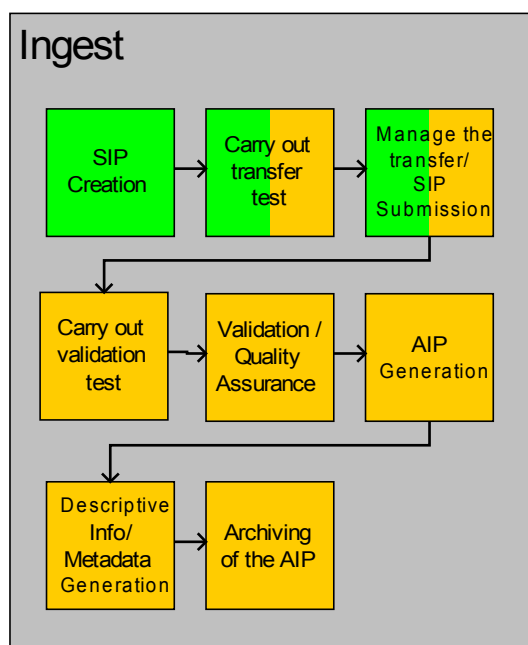 Ingest
SIP
Creation
Carry out
transfer
test
Manage the
transfer/
SIP
Submission
Carry out
validation
test
Validation /
Quality
Assurance
AIP
Generation
Descriptive
Info/
Metadata
Generation
Archiving
of the AIP